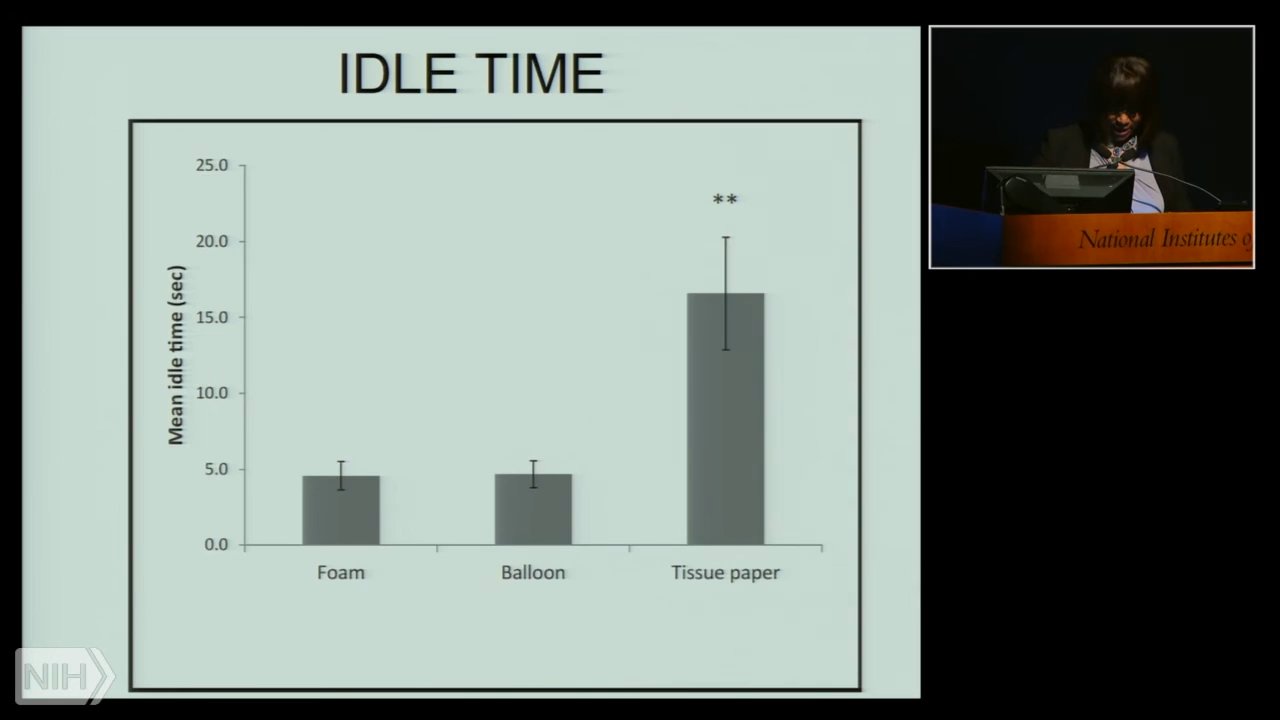 IDLE TIME
25.0
**
20.0
15.0
10.0
5.0
0.0
Mean idle time (sec)
Foam
Balloon
Tissue paper
National Institutes o
NIH